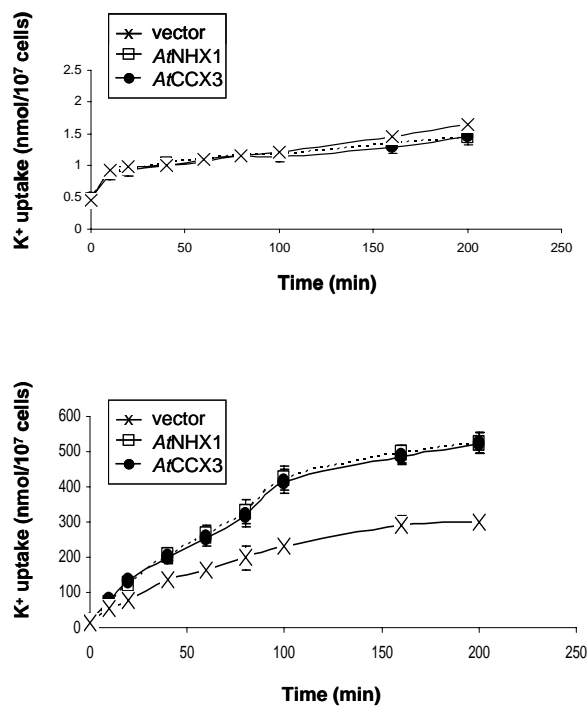 vector
AtNHX1
AtCCX3
K⁺ uptake (nmol/10⁷ cells)
2.5
2
1.5
1
0.5
0
0 50 100 150 200 250
Time (min)
vector
AtNHX1
AtCCX3
K⁺ uptake (nmol/10⁷ cells)
600
500
400
300
200
100
0
0 50 100 150 200 250
Time (min)